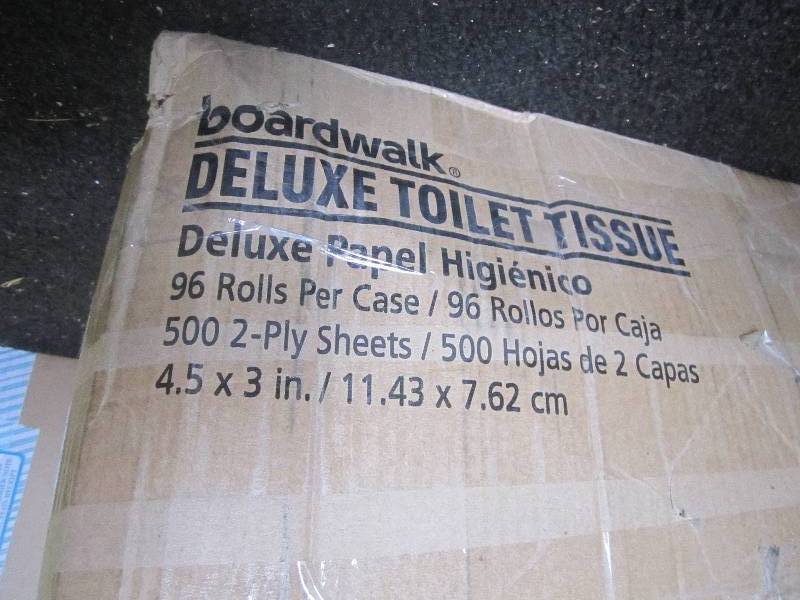 boardwalk®
DELUXE TOILET TISSUE
Deluxe Papel Higiénico
96 Rolls Per Case / 96 Rollos Por Caja
500 2-Ply Sheets / 500 Hojas de 2 Capas
4.5 x 3 in. / 11.43 x 7.62 cm